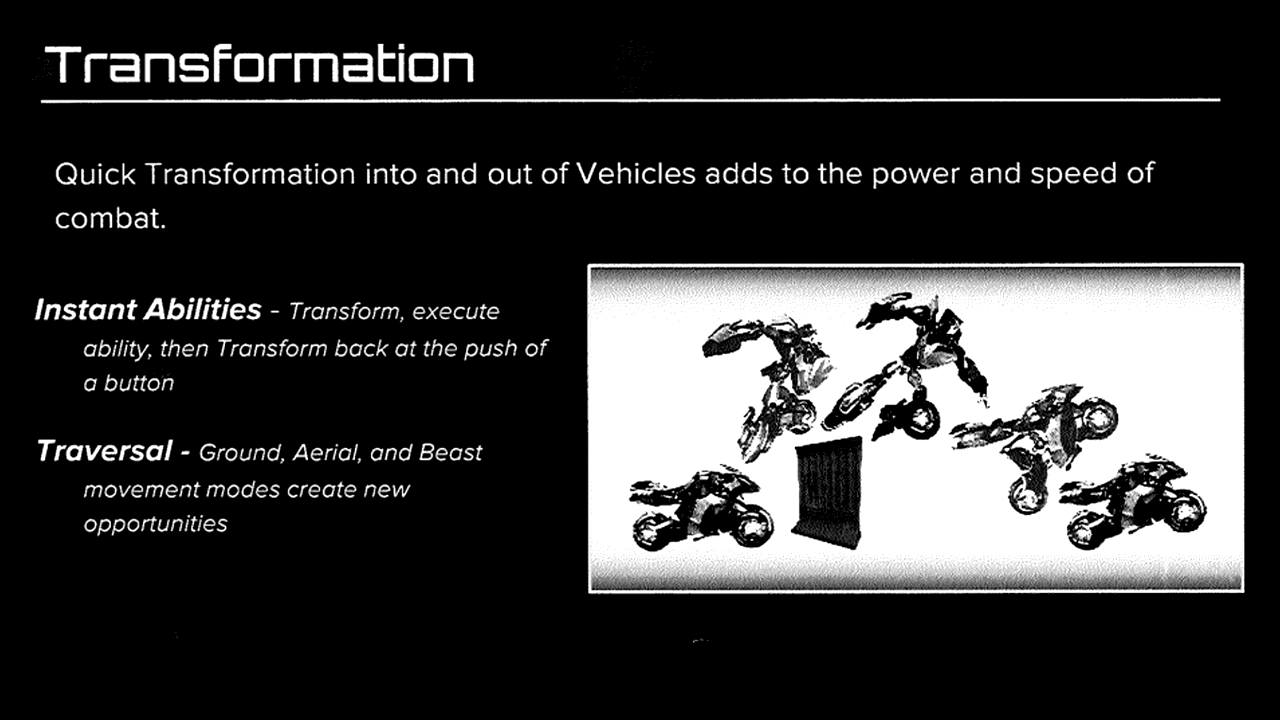 Transformation
Quick Transformation into and out of Vehicles adds to the power and speed of
combat.
Instant Abilities - Transform, execute
ability, then Transform back at the push of
a button
Traversal - Ground, Aerial, and Beast
movement modes create new
opportunities